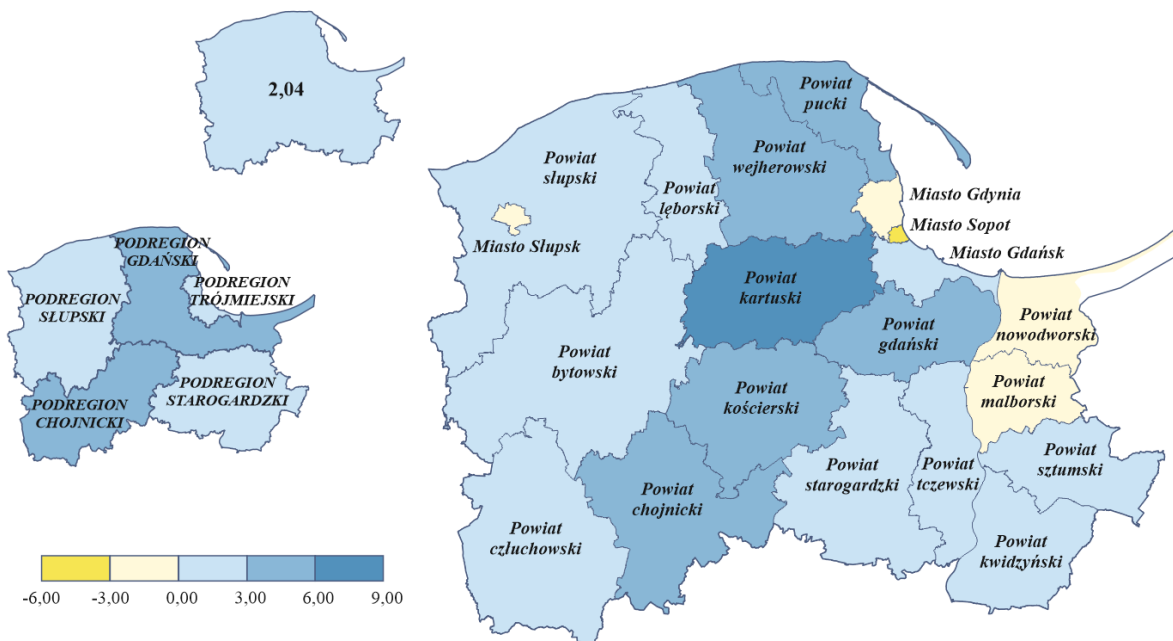 2,04
PODREGION
GDAŃSKI
PODREGION
TRÓJMIEJSKI
PODREGION
SŁUPSKI
PODREGION
STAROGARDZKI
PODREGION
CHOJNICKI
-6,00 -3,00 0,00 3,00 6,00 9,00
Powiat
pucki
Powiat
słupski
Powiat
wejherowski
Powiat
lęborski
Miasto Gdynia
Miasto Słupsk
Miasto Sopot
Miasto Gdańsk
Powiat
kartuski
Powiat
gdański
Powiat
nowodworski
Powiat
bytowski
Powiat
kościerski
Powiat
malborski
Powiat
sztumski
Powiat
starogardzki
Powiat
tczewski
Powiat
chojnicki
Powiat
człuchowski
Powiat
kwidzyński